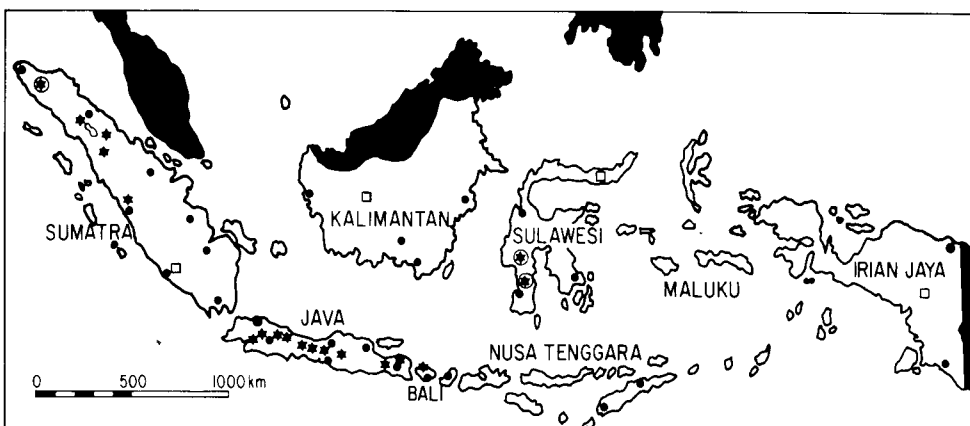 SUMATRA
KALIMANTAN
SULAWESI
MALUKU
IRIAN JAYA
JAVA
NUSA TENGGARA
BALI
0 500 1000 km